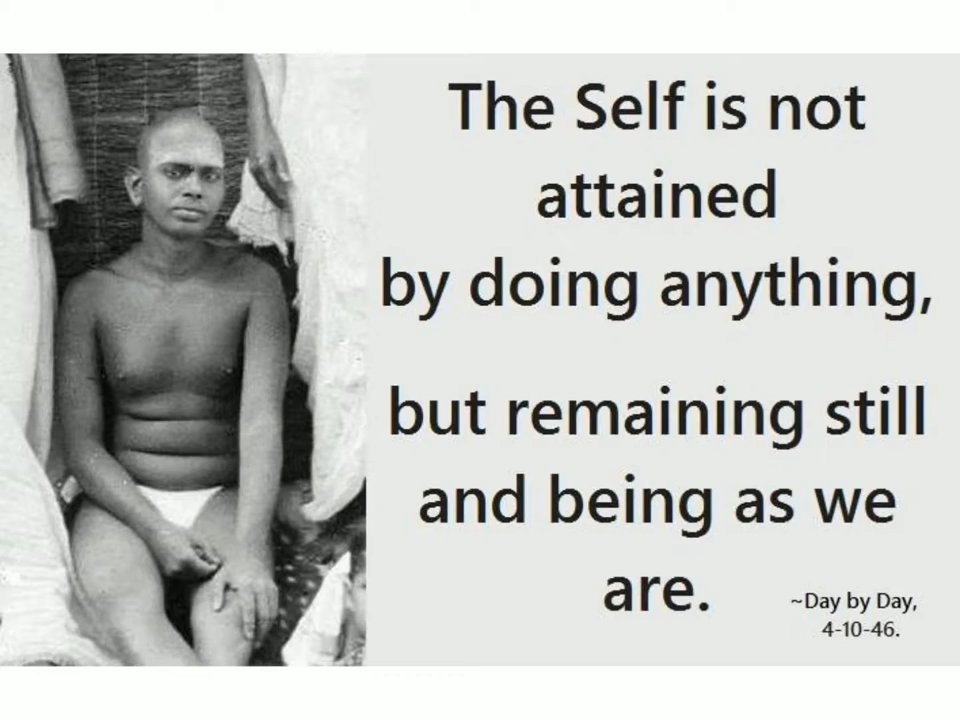 The Self is not
attained
by doing anything,
but remaining still
and being as we
are.
~Day by Day,
4-10-46.